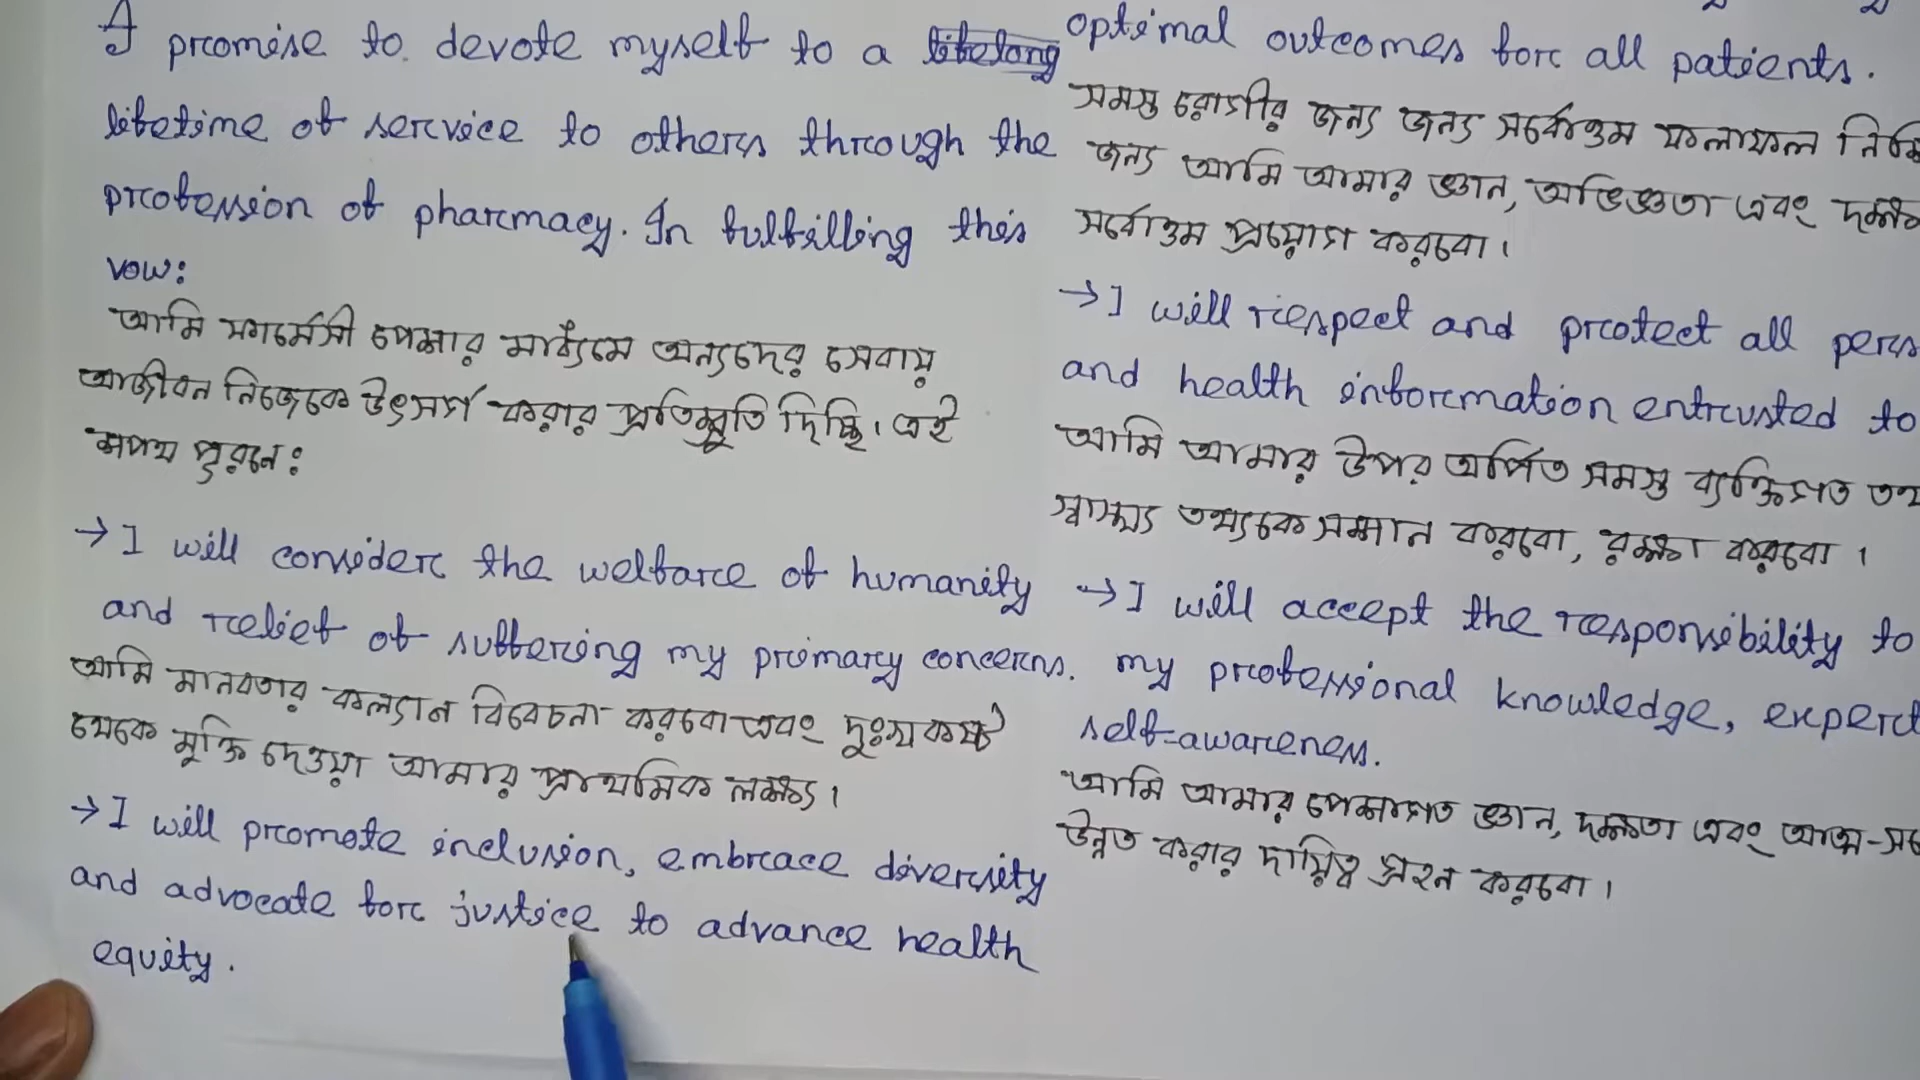 I promise to devote myself to a lifelong
lifetime of service to others through the
profession of pharmacy. In fulfilling this
vow:
আমি ফার্মেসী পেশার মাধ্যমে অন্যদের সেবায়
আজীবন নিজেকে উৎসর্গ করার প্রতিশ্রুতি দিচ্ছি। এই
শপথ পুরনে:
→ I will consider the welfare of humanity
and relief of suffering my primary concerns.
আমি মানবতার কল্যান বিবেচনা করবো এবং দুঃখকষ্ট
থেকে মুক্তি দেওয়া আমার প্রাথমিক লক্ষ্য।
→ I will promote inclusion, embrace diversity
and advocate for justice to advance health
equity.
optimal outcomes for all patients.
সমস্ত রোগীর জন্য জন্য সর্বোত্তম ফলাফল
জন্য আমি আমার জ্ঞান, অভিজ্ঞতা এবং
সর্বোত্তম প্রয়োগ করবো।
→ I will respect and protect all pers
and health information entrusted to
আমি আমার উপর অর্পিত সমস্ত ব্যক্তিগত
স্বাস্থ্য তথ্যকে সম্মান করবো, রক্ষা করবো।
→ I will accept the responsibility to
my professional knowledge, expert
self-awareness.
আমি আমার পেশাগত জ্ঞান, দক্ষতা এবং
উন্নত করার দায়িত্ব গ্রহন করবো।